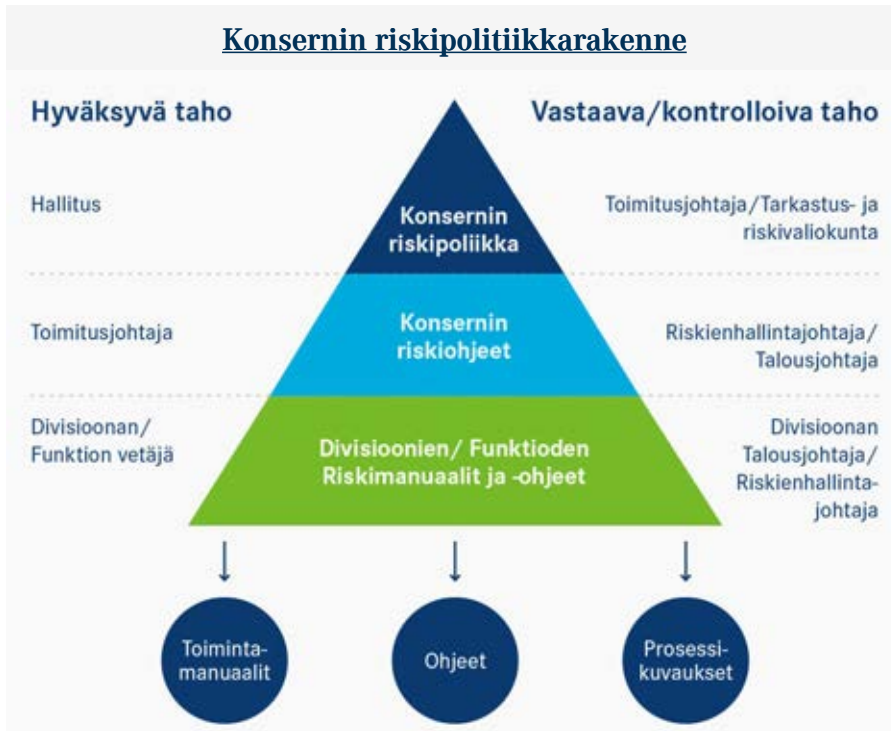 Konsernin riskipolitiikkarakenne
Hyväksyvä taho
Vastaava/kontrolloiva taho
Hallitus
Konsernin
riskipoliikka
Toimitusjohtaja/Tarkastus- ja
riskivaliokunta
Toimitusjohtaja
Konsernin
riskiohjeet
Riskienhallintajohtaja/
Talousjohtaja
Divisioonan/
Funktion vetäjä
Divisioonien/ Funktioden
Riskimanuaalit ja -ohjeet
Divisioonan
Talousjohtaja/
Riskienhallinta-
johtaja
Toiminta-
manuaalit
Ohjeet
Prosessi-
kuvaukset